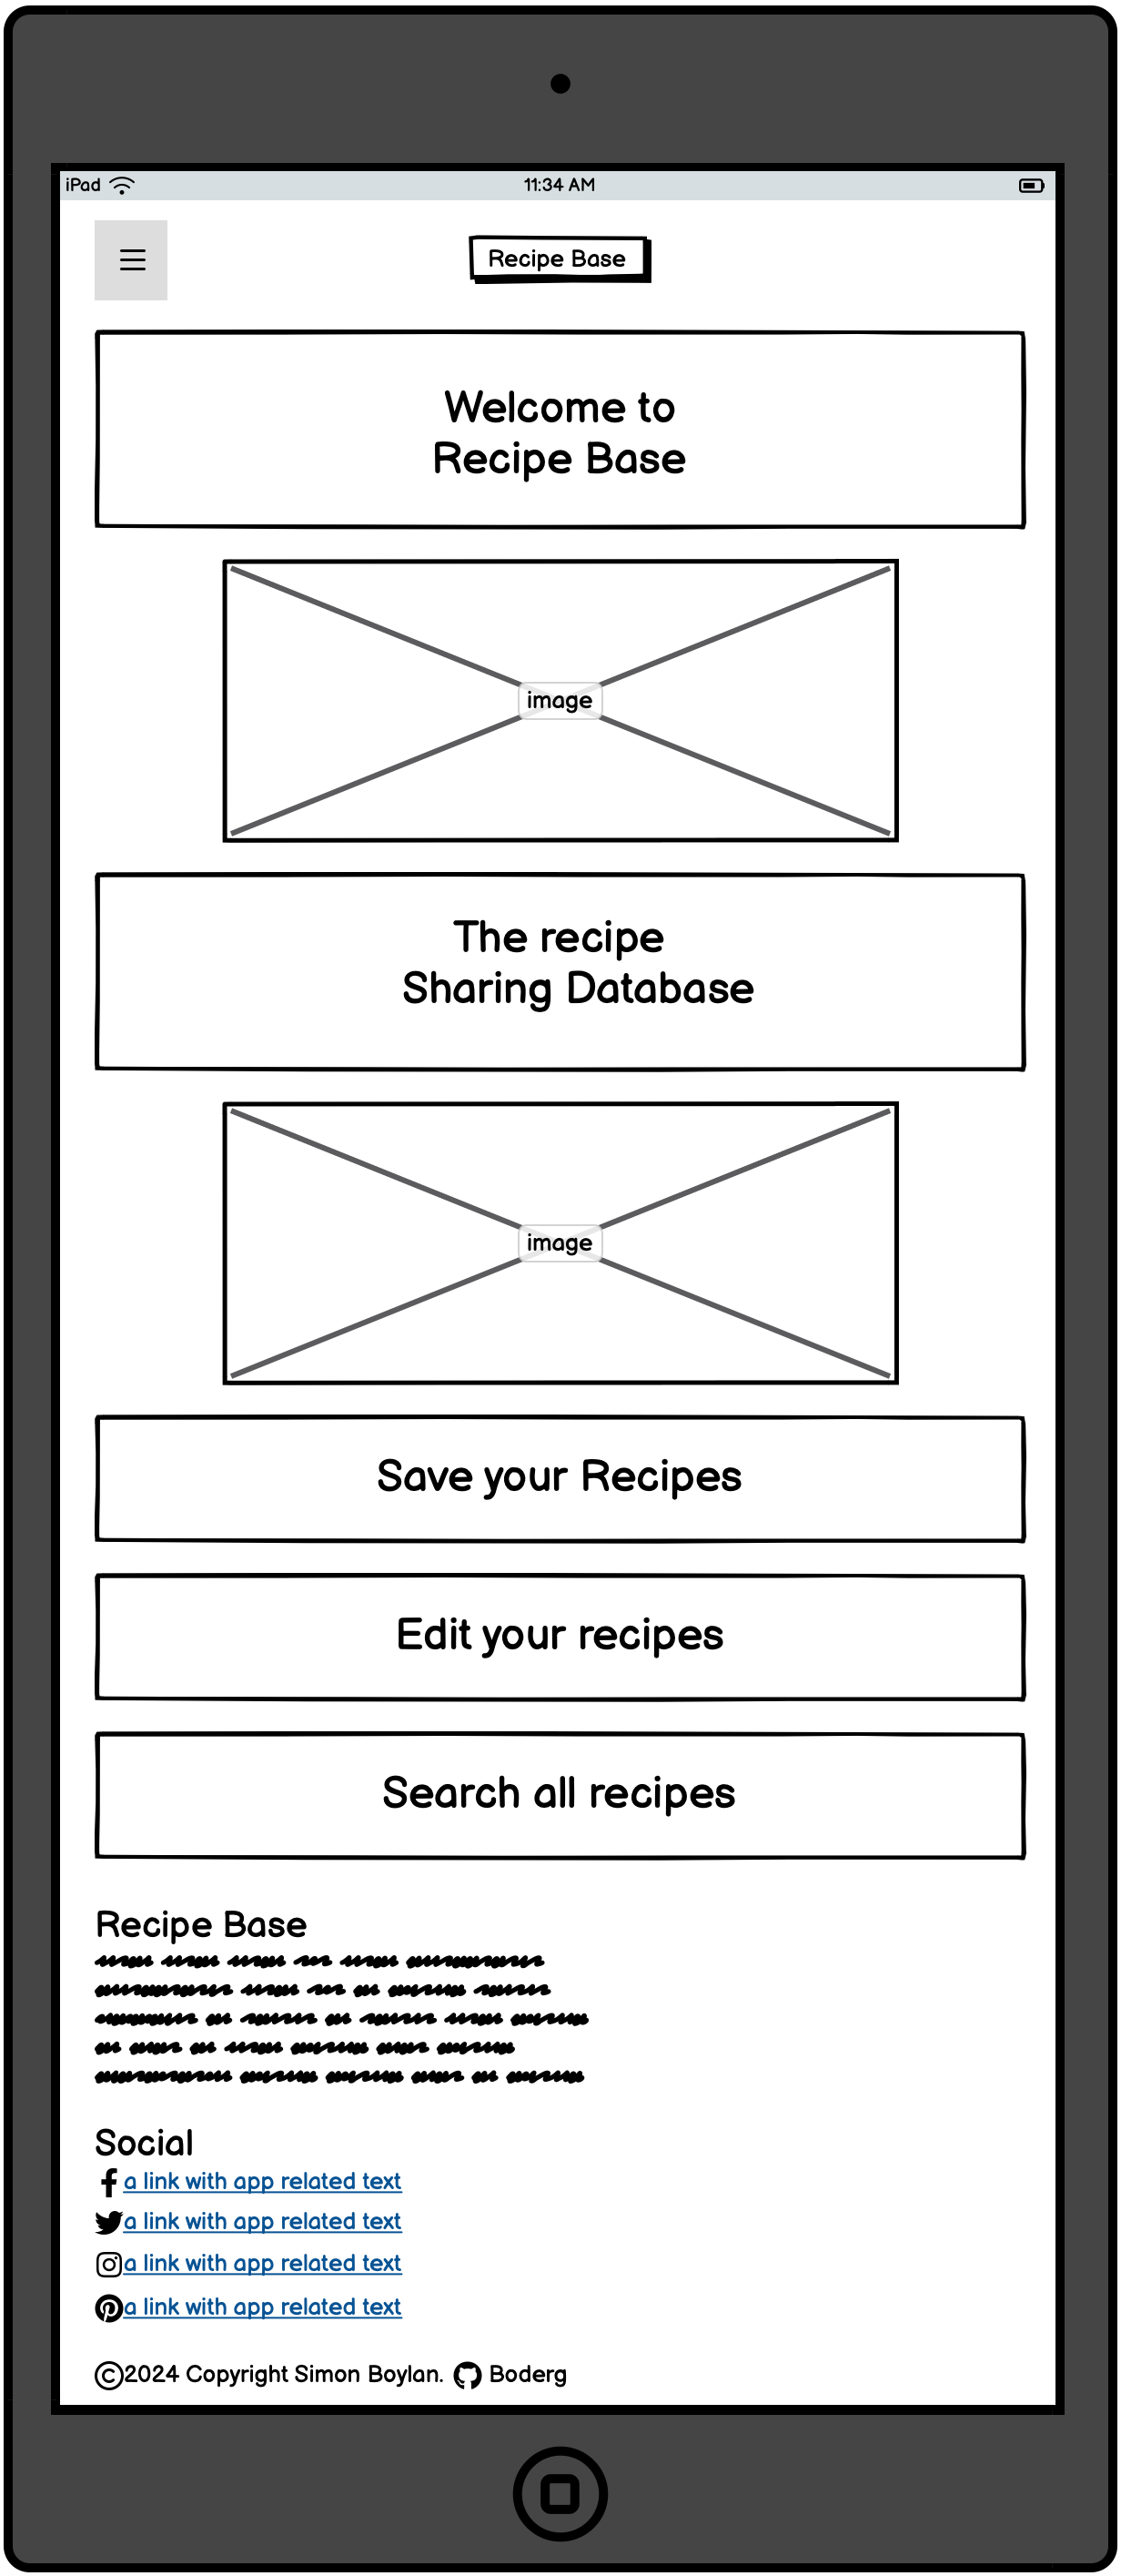 iPad 11:34 AM
Recipe Base
Welcome to
Recipe Base
image
The recipe
Sharing Database
image
Save your Recipes
Edit your recipes
Search all recipes
Recipe Base
Social
a link with app related text
a link with app related text
a link with app related text
a link with app related text
©2024 Copyright Simon Boylan. Boderg